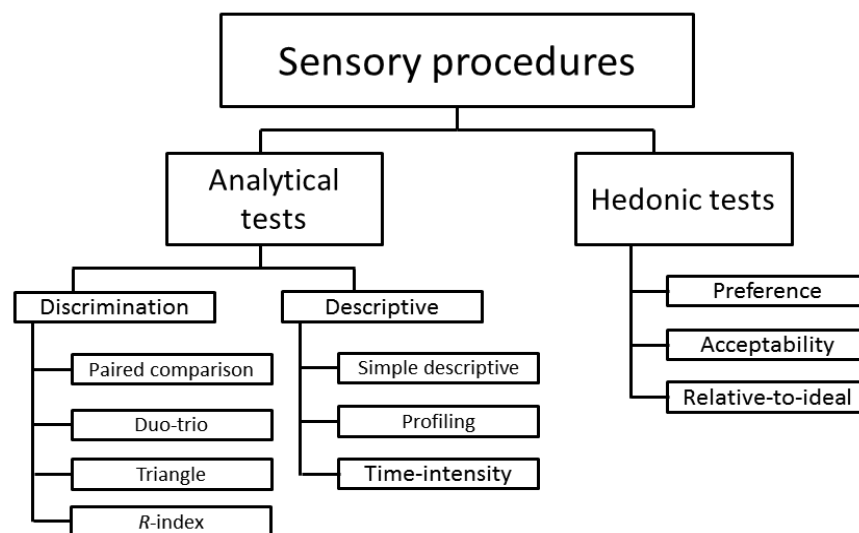 Sensory procedures
Analytical
tests
Hedonic tests
Discrimination
Descriptive
Preference
Acceptability
Relative-to-ideal
Paired comparison
Duo-trio
Triangle
R-index
Simple descriptive
Profiling
Time-intensity